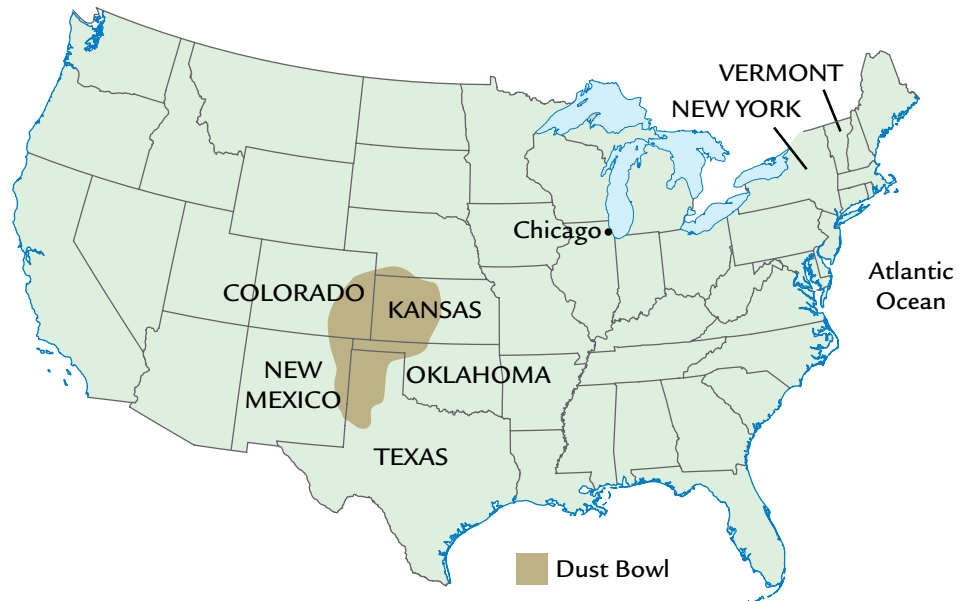 VERMONT
NEW YORK
Chicago
Atlantic
Ocean
COLORADO
KANSAS
NEW
MEXICO
OKLAHOMA
TEXAS
Dust Bowl